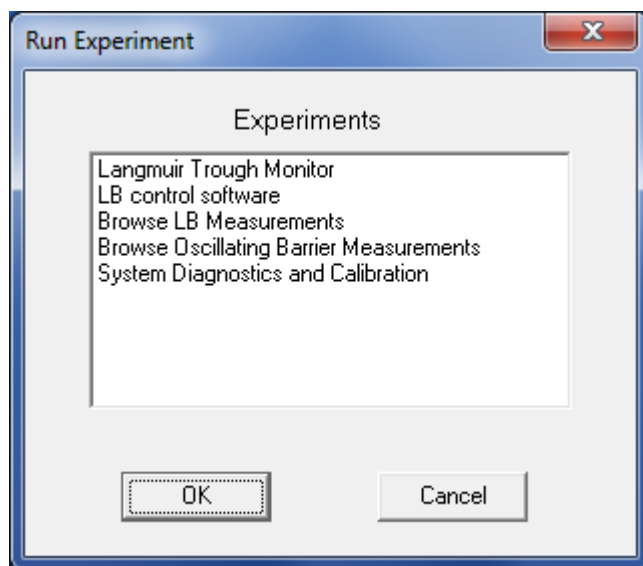 Run Experiment
Experiments
Langmuir Trough Monitor
LB control software
Browse LB Measurements
Browse Oscillating Barrier Measurements
System Diagnostics and Calibration
OK
Cancel